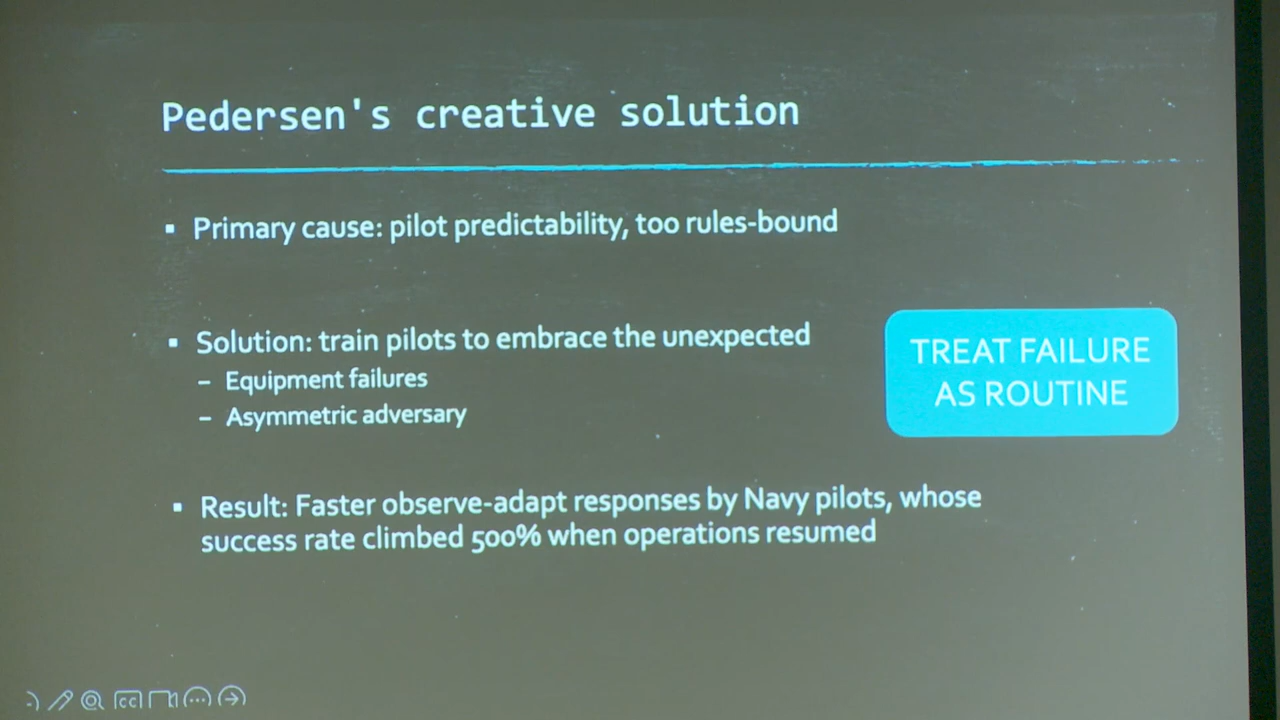 Pedersen's creative solution
▪ Primary cause: pilot predictability, too rules-bound
▪ Solution: train pilots to embrace the unexpected
– Equipment failures
– Asymmetric adversary
TREAT FAILURE
AS ROUTINE
▪ Result: Faster observe-adapt responses by Navy pilots, whose
success rate climbed 500% when operations resumed
CC